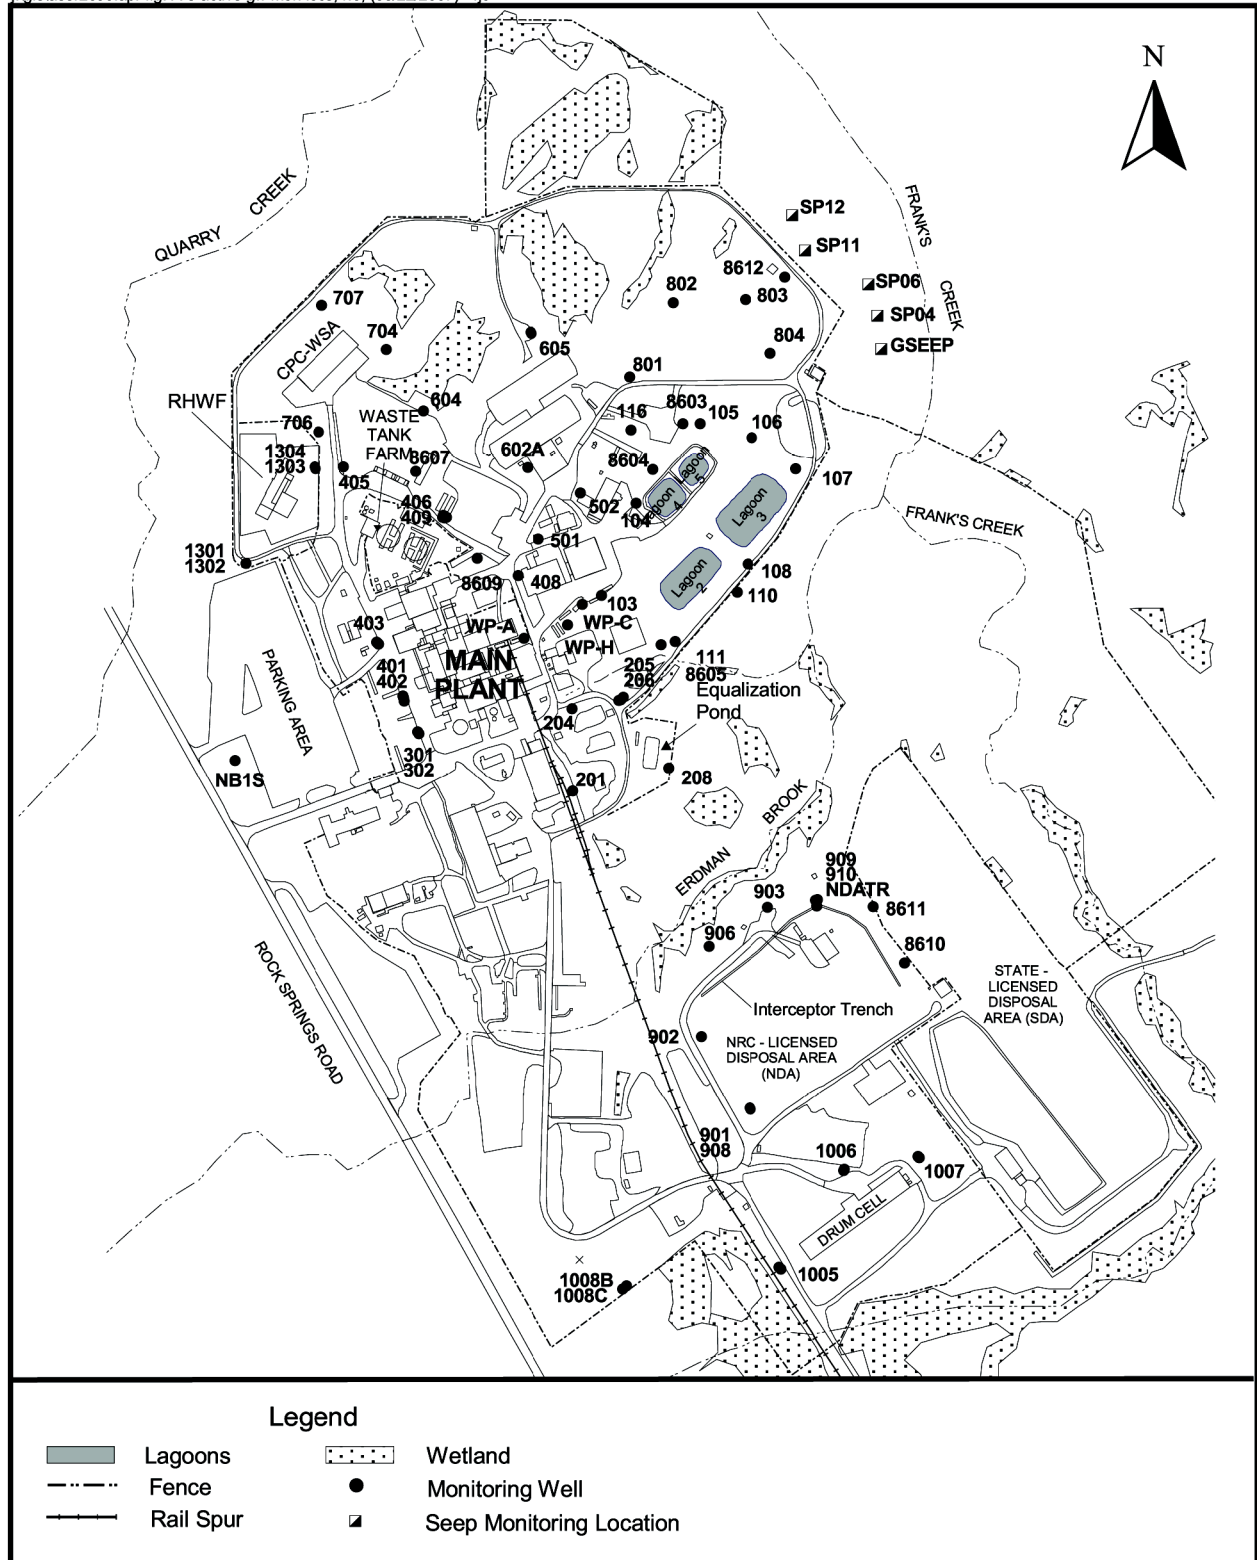 N
QUARRY
CREEK
FRANK'S
CREEK
SP12
SP11
SP06
SP04
GSEEP
8612
802
803
707
704
605
804
CPC-WSA
801
RHWF
604
WASTE
TANK
FARM
116
8603
105
106
706
1304
1303
405
8607
602A
8604
Lagoon
5
107
406
409
502
104
Lagoon
4
Lagoon
3
FRANK'S CREEK
501
1301
1302
8609
408
Lagoon
2
108
110
103
403
WP-A
WP-C
WP-H
MAIN
PLANT
205
206
111
8605
Equalization
Pond
401
402
204
PARKING AREA
301
302
NB1S
201
208
ERDMAN
BROOK
909
910
NDATR
903
8611
906
8610
ROCK SPRINGS ROAD
STATE -
LICENSED
DISPOSAL
AREA (SDA)
Interceptor Trench
902
NRC - LICENSED
DISPOSAL AREA
(NDA)
901
908
1006
1007
DRUM CELL
1005
1008B
1008C
Legend
Lagoons
Wetland
Fence
Monitoring Well
Rail Spur
Seep Monitoring Location